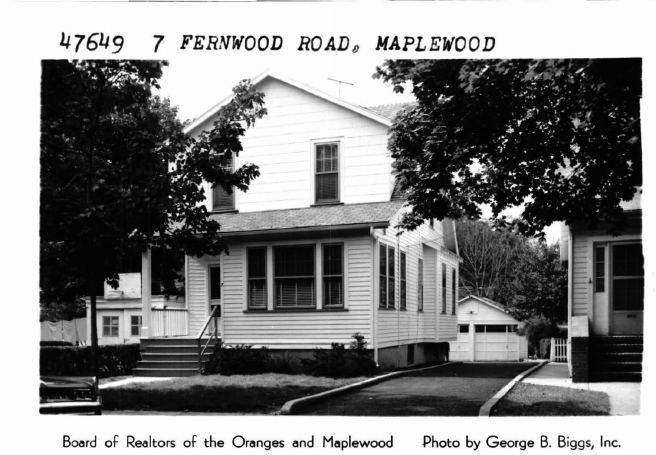 47649 7 FERNWOOD ROAD, MAPLEWOOD
Board of Realtors of the Oranges and Maplewood Photo by George B. Biggs, Inc.